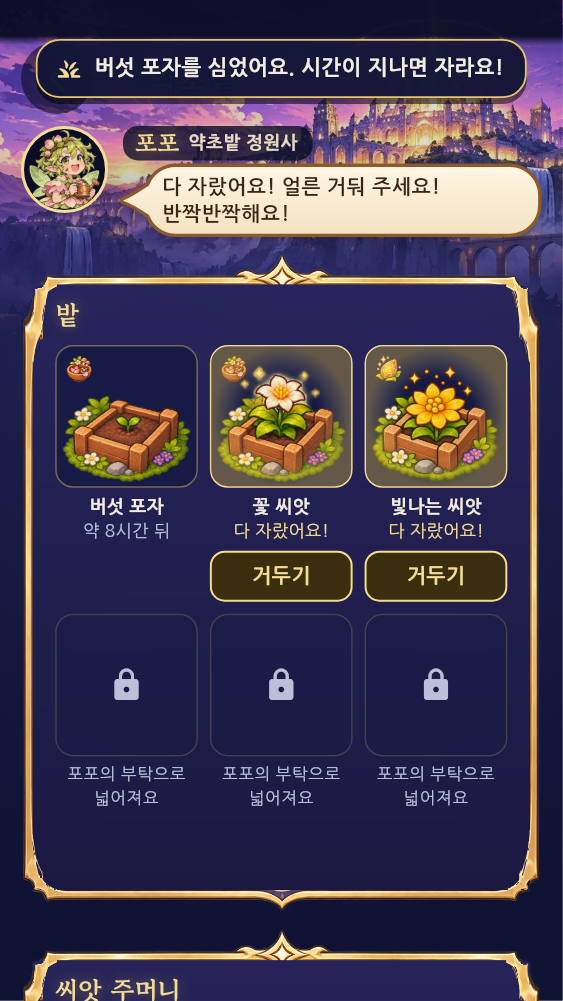 버섯 포자를 심었어요. 시간이 지나면 자라요!
포포 약초밭 정원사
다 자랐어요! 얼른 거둬 주세요!
반짝반짝해요!
밭
버섯 포자
약 8시간 뒤
꽃 씨앗
다 자랐어요!
거두기
빛나는 씨앗
다 자랐어요!
거두기
포포의 부탁으로
넓어져요
포포의 부탁으로
넓어져요
포포의 부탁으로
넓어져요
씨앗 주머니